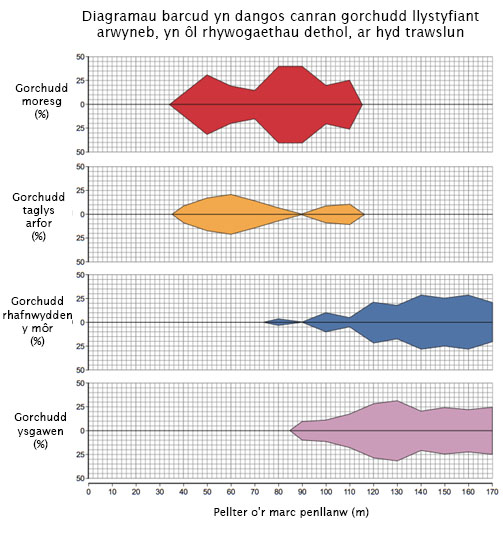 Diagramau barcud yn dangos canran gorchudd llystyfiant
arwyneb, yn ôl rhywogaethau dethol, ar hyd trawslun
50
25
0
25
50
Gorchudd
moresg
(%)
50
25
0
25
50
Gorchudd
taglys
arfor
(%)
50
25
0
25
50
Gorchudd
rhafnwydden
y môr
(%)
50
25
0
25
50
Gorchudd
ysgawen
(%)
0 10 20 30 40 50 60 70 80 90 100 110 120 130 140 150 160 170
Pellter o'r marc penllanw (m)